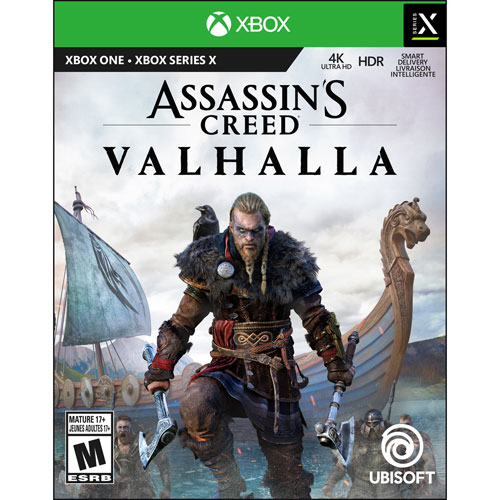 XBOX
SERIES X
XBOX ONE • XBOX SERIES X
4K
ULTRA HD
HDR
SMART
DELIVERY
LIVRAISON
INTELLIGENTE
ASSASSIN'S
CREED
VALHALLA
MATURE 17+
JEUNES ADULTES 17+
M
ESRB
UBISOFT